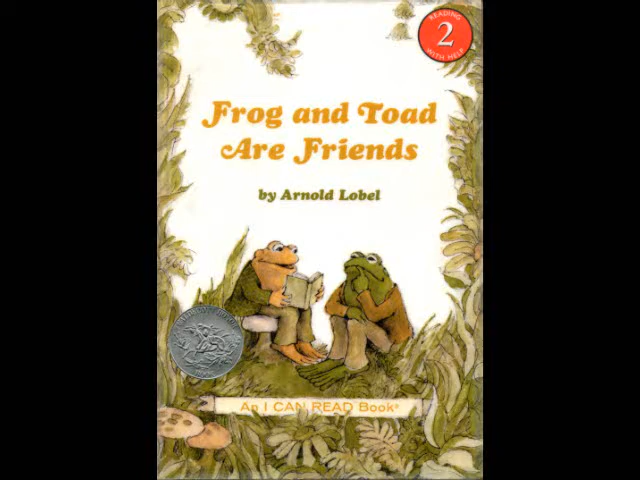 READING
2
WITH HELP
Frog and Toad
Are Friends
by Arnold Lobel
An I CAN READ Book®